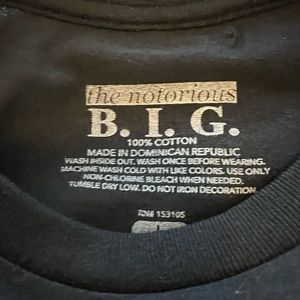 the notorious
B. I. G.
100% COTTON
MADE IN DOMINICAN REPUBLIC
WASH INSIDE OUT, WASH ONCE BEFORE WEARING.
MACHINE WASH COLD WITH LIKE COLORS. USE ONLY
NON-CHLORINE BLEACH WHEN NEEDED.
TUMBLE DRY LOW. DO NOT IRON DECORATION.
RN# 153105
L